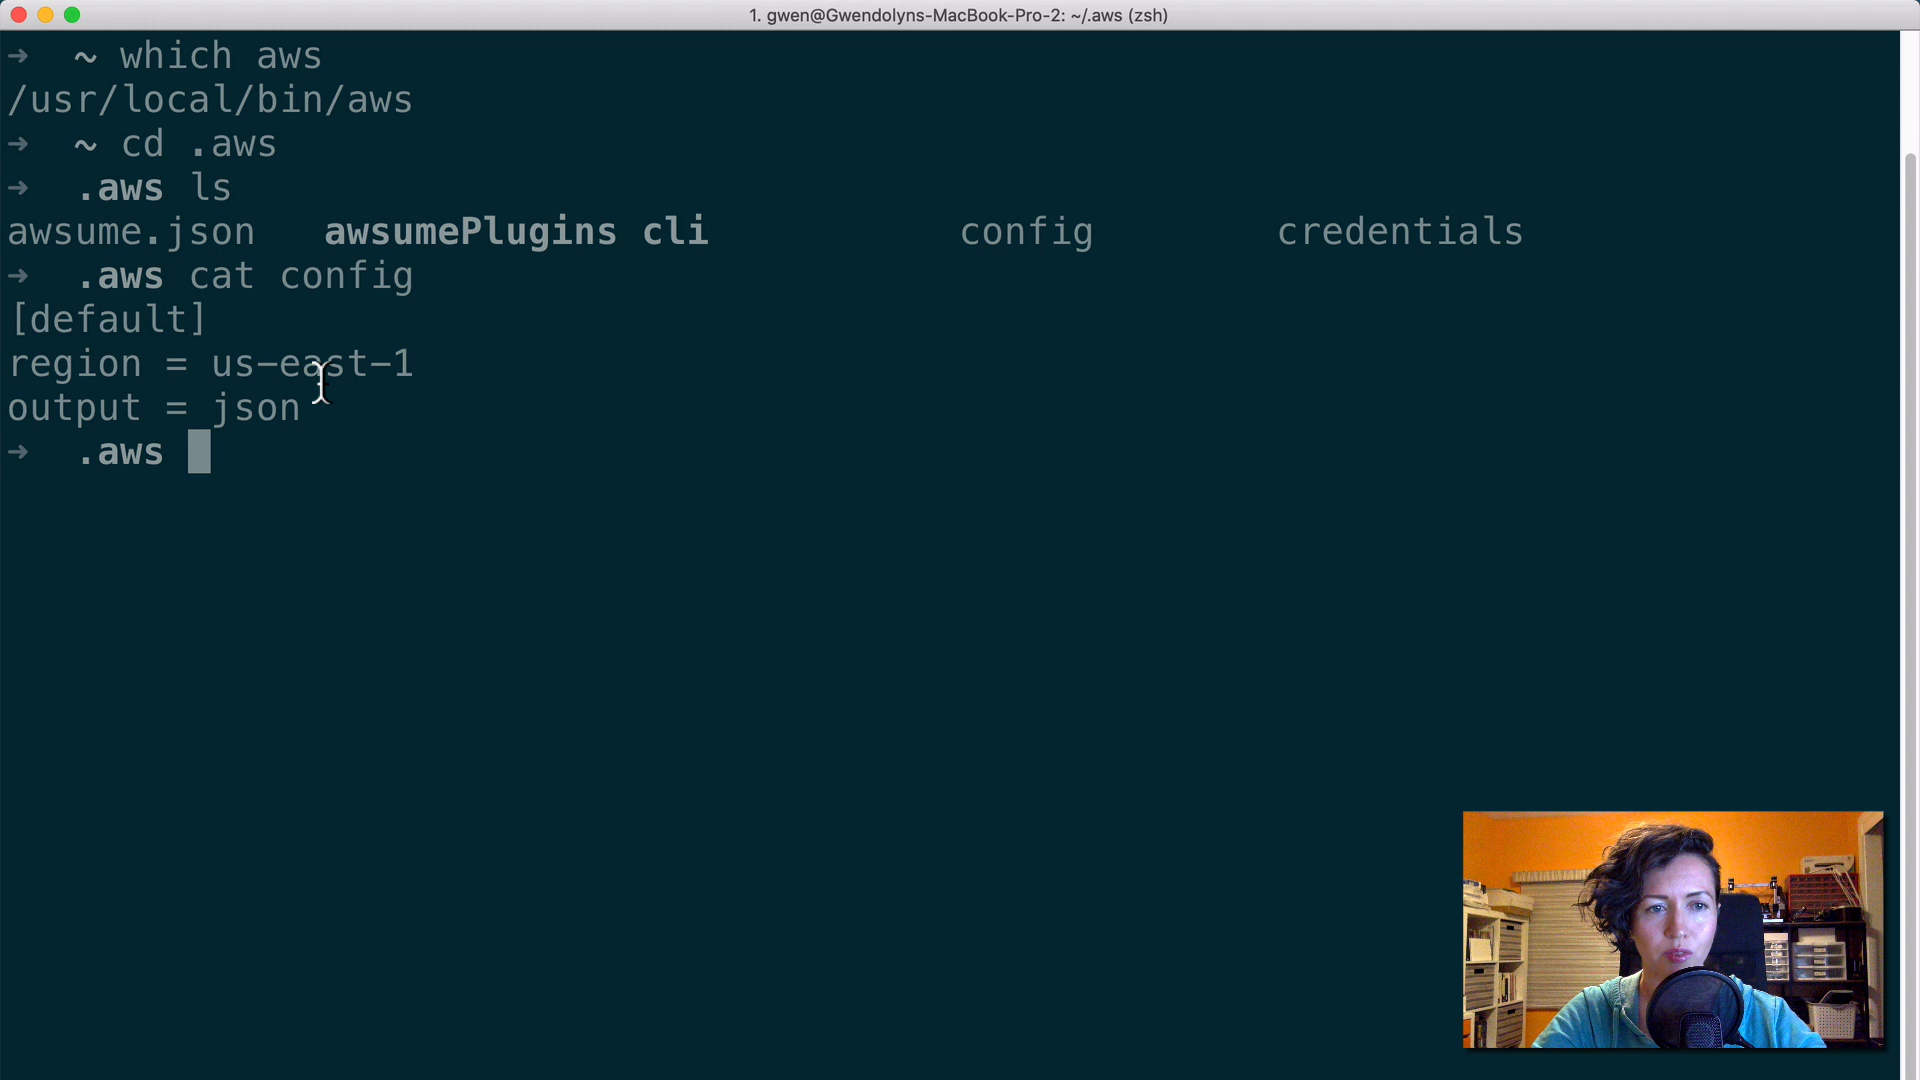 1. gwen@Gwendolyns-MacBook-Pro-2: ~/.aws (zsh)
→ ~ which aws
/usr/local/bin/aws
→ ~ cd .aws
→ .aws ls
awsume.json awsumePlugins cli config credentials
→ .aws cat config
[default]
region = us-east-1
output = json
→ .aws